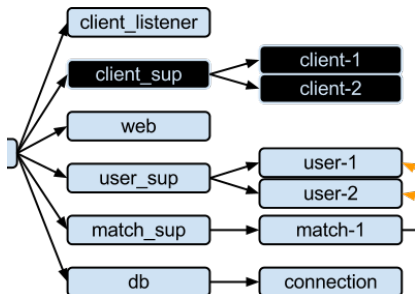 client_listener
client_sup
client-1
client-2
web
user_sup
user-1
user-2
match_sup
match-1
db
connection